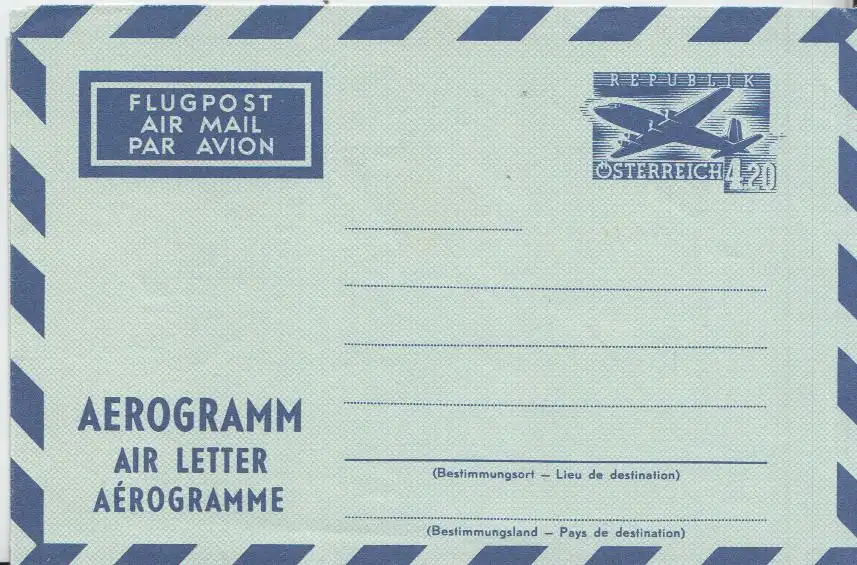 FLUGPOST
AIR MAIL
PAR AVION
REPUBLIK
ÖSTERREICH 4.20
AEROGRAMM
AIR LETTER
AÉROGRAMME
(Bestimmungsort – Lieu de destination)
(Bestimmungsland – Pays de destination)